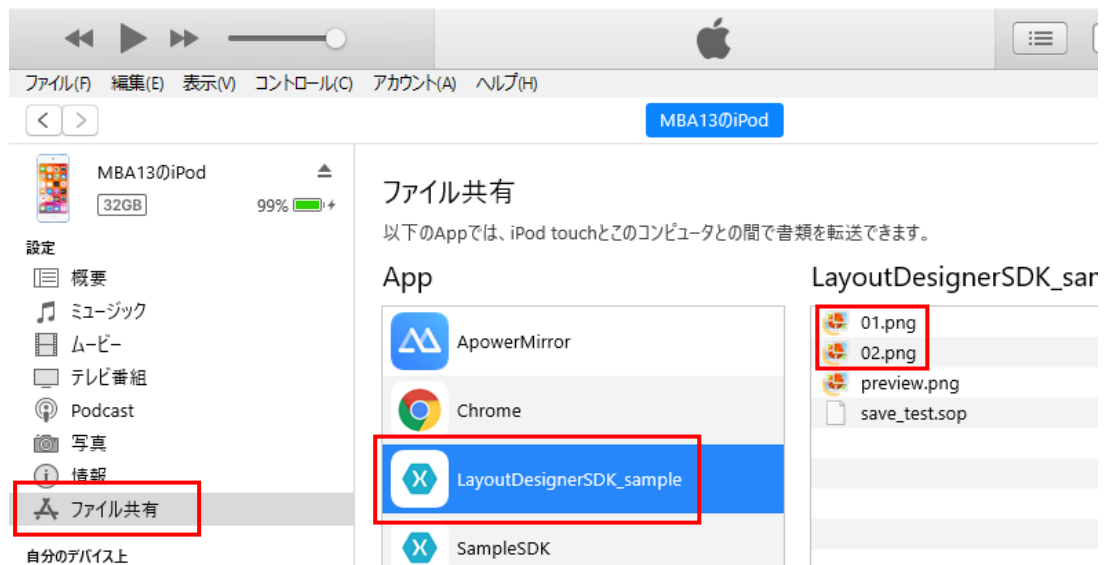 ファイル(F) 編集(E) 表示(V) コントロール(C) アカウント(A) ヘルプ(H)
MBA13のiPod
MBA13のiPod
32GB 99%
設定
概要
ミュージック
ムービー
テレビ番組
Podcast
写真
情報
ファイル共有
自分のデバイス上
ファイル共有
以下のAppでは、iPod touchとこのコンピュータとの間で書類を転送できます。
App
ApowerMirror
Chrome
LayoutDesignerSDK_sample
SampleSDK
LayoutDesignerSDK_sam
01.png
02.png
preview.png
save_test.sop